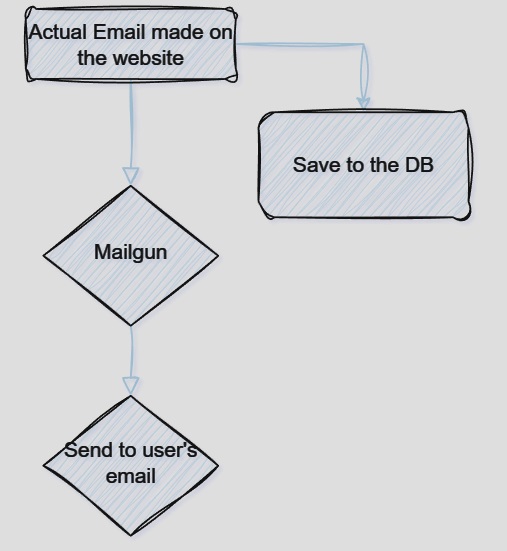 Actual Email made on
the website
Save to the DB
Mailgun
Send to user's
email